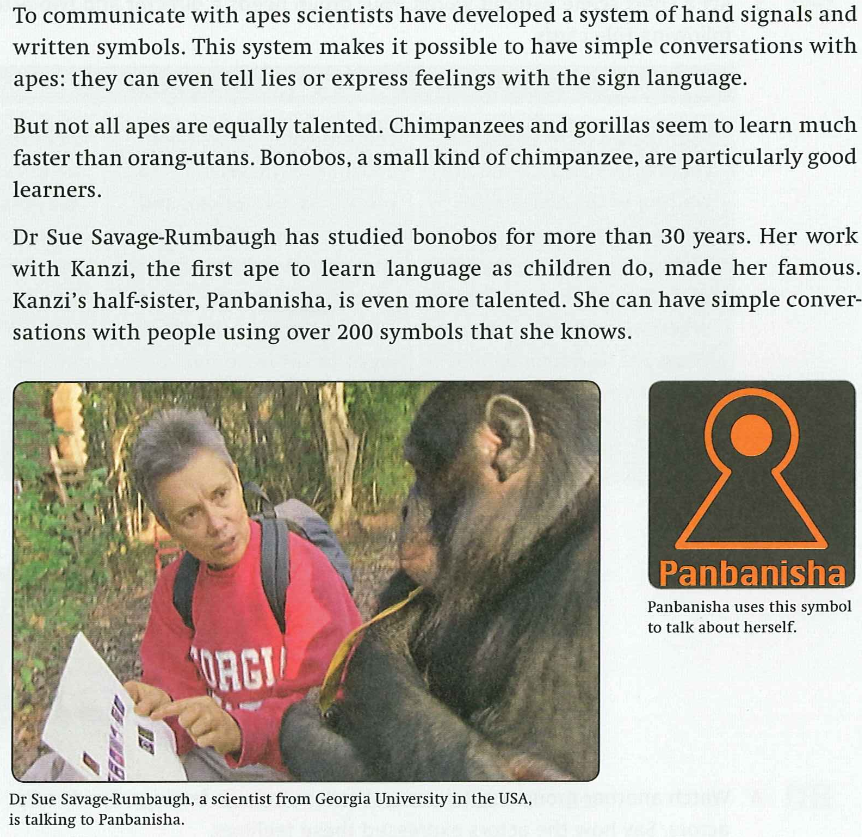 To communicate with apes scientists have developed a system of hand signals and
written symbols. This system makes it possible to have simple conversations with
apes: they can even tell lies or express feelings with the sign language.
But not all apes are equally talented. Chimpanzees and gorillas seem to learn much
faster than orang-utans. Bonobos, a small kind of chimpanzee, are particularly good
learners.
Dr Sue Savage-Rumbaugh has studied bonobos for more than 30 years. Her work
with Kanzi, the first ape to learn language as children do, made her famous.
Kanzi's half-sister, Panbanisha, is even more talented. She can have simple conver-
sations with people using over 200 symbols that she knows.
ORGI
Panbanisha
Panbanisha uses this symbol
to talk about herself.
Dr Sue Savage-Rumbaugh, a scientist from Georgia University in the USA,
is talking to Panbanisha.